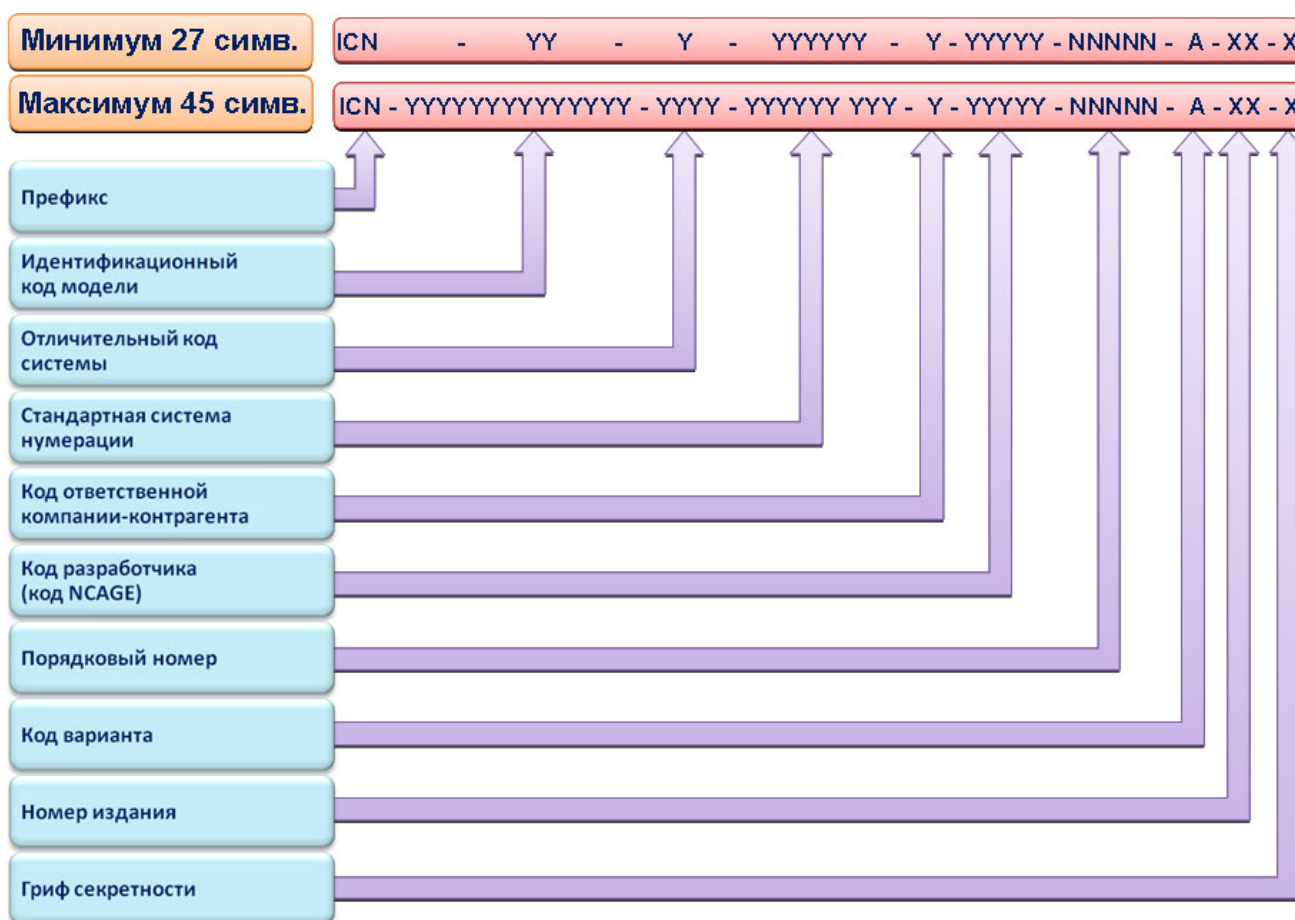 Минимум 27 симв.
ICN - YY - Y - YYYYYY - Y - YYYYY - NNNNN - A - XX - X
Максимум 45 симв.
ICN - YYYYYYYYYYYYYY - YYYY - YYYYYY YYY - Y - YYYYY - NNNNN - A - XX - X
Префикс
Идентификационный
код модели
Отличительный код
системы
Стандартная система
нумерации
Код ответственной
компании-контрагента
Код разработчика
(код NCAGE)
Порядковый номер
Код варианта
Номер издания
Гриф секретности